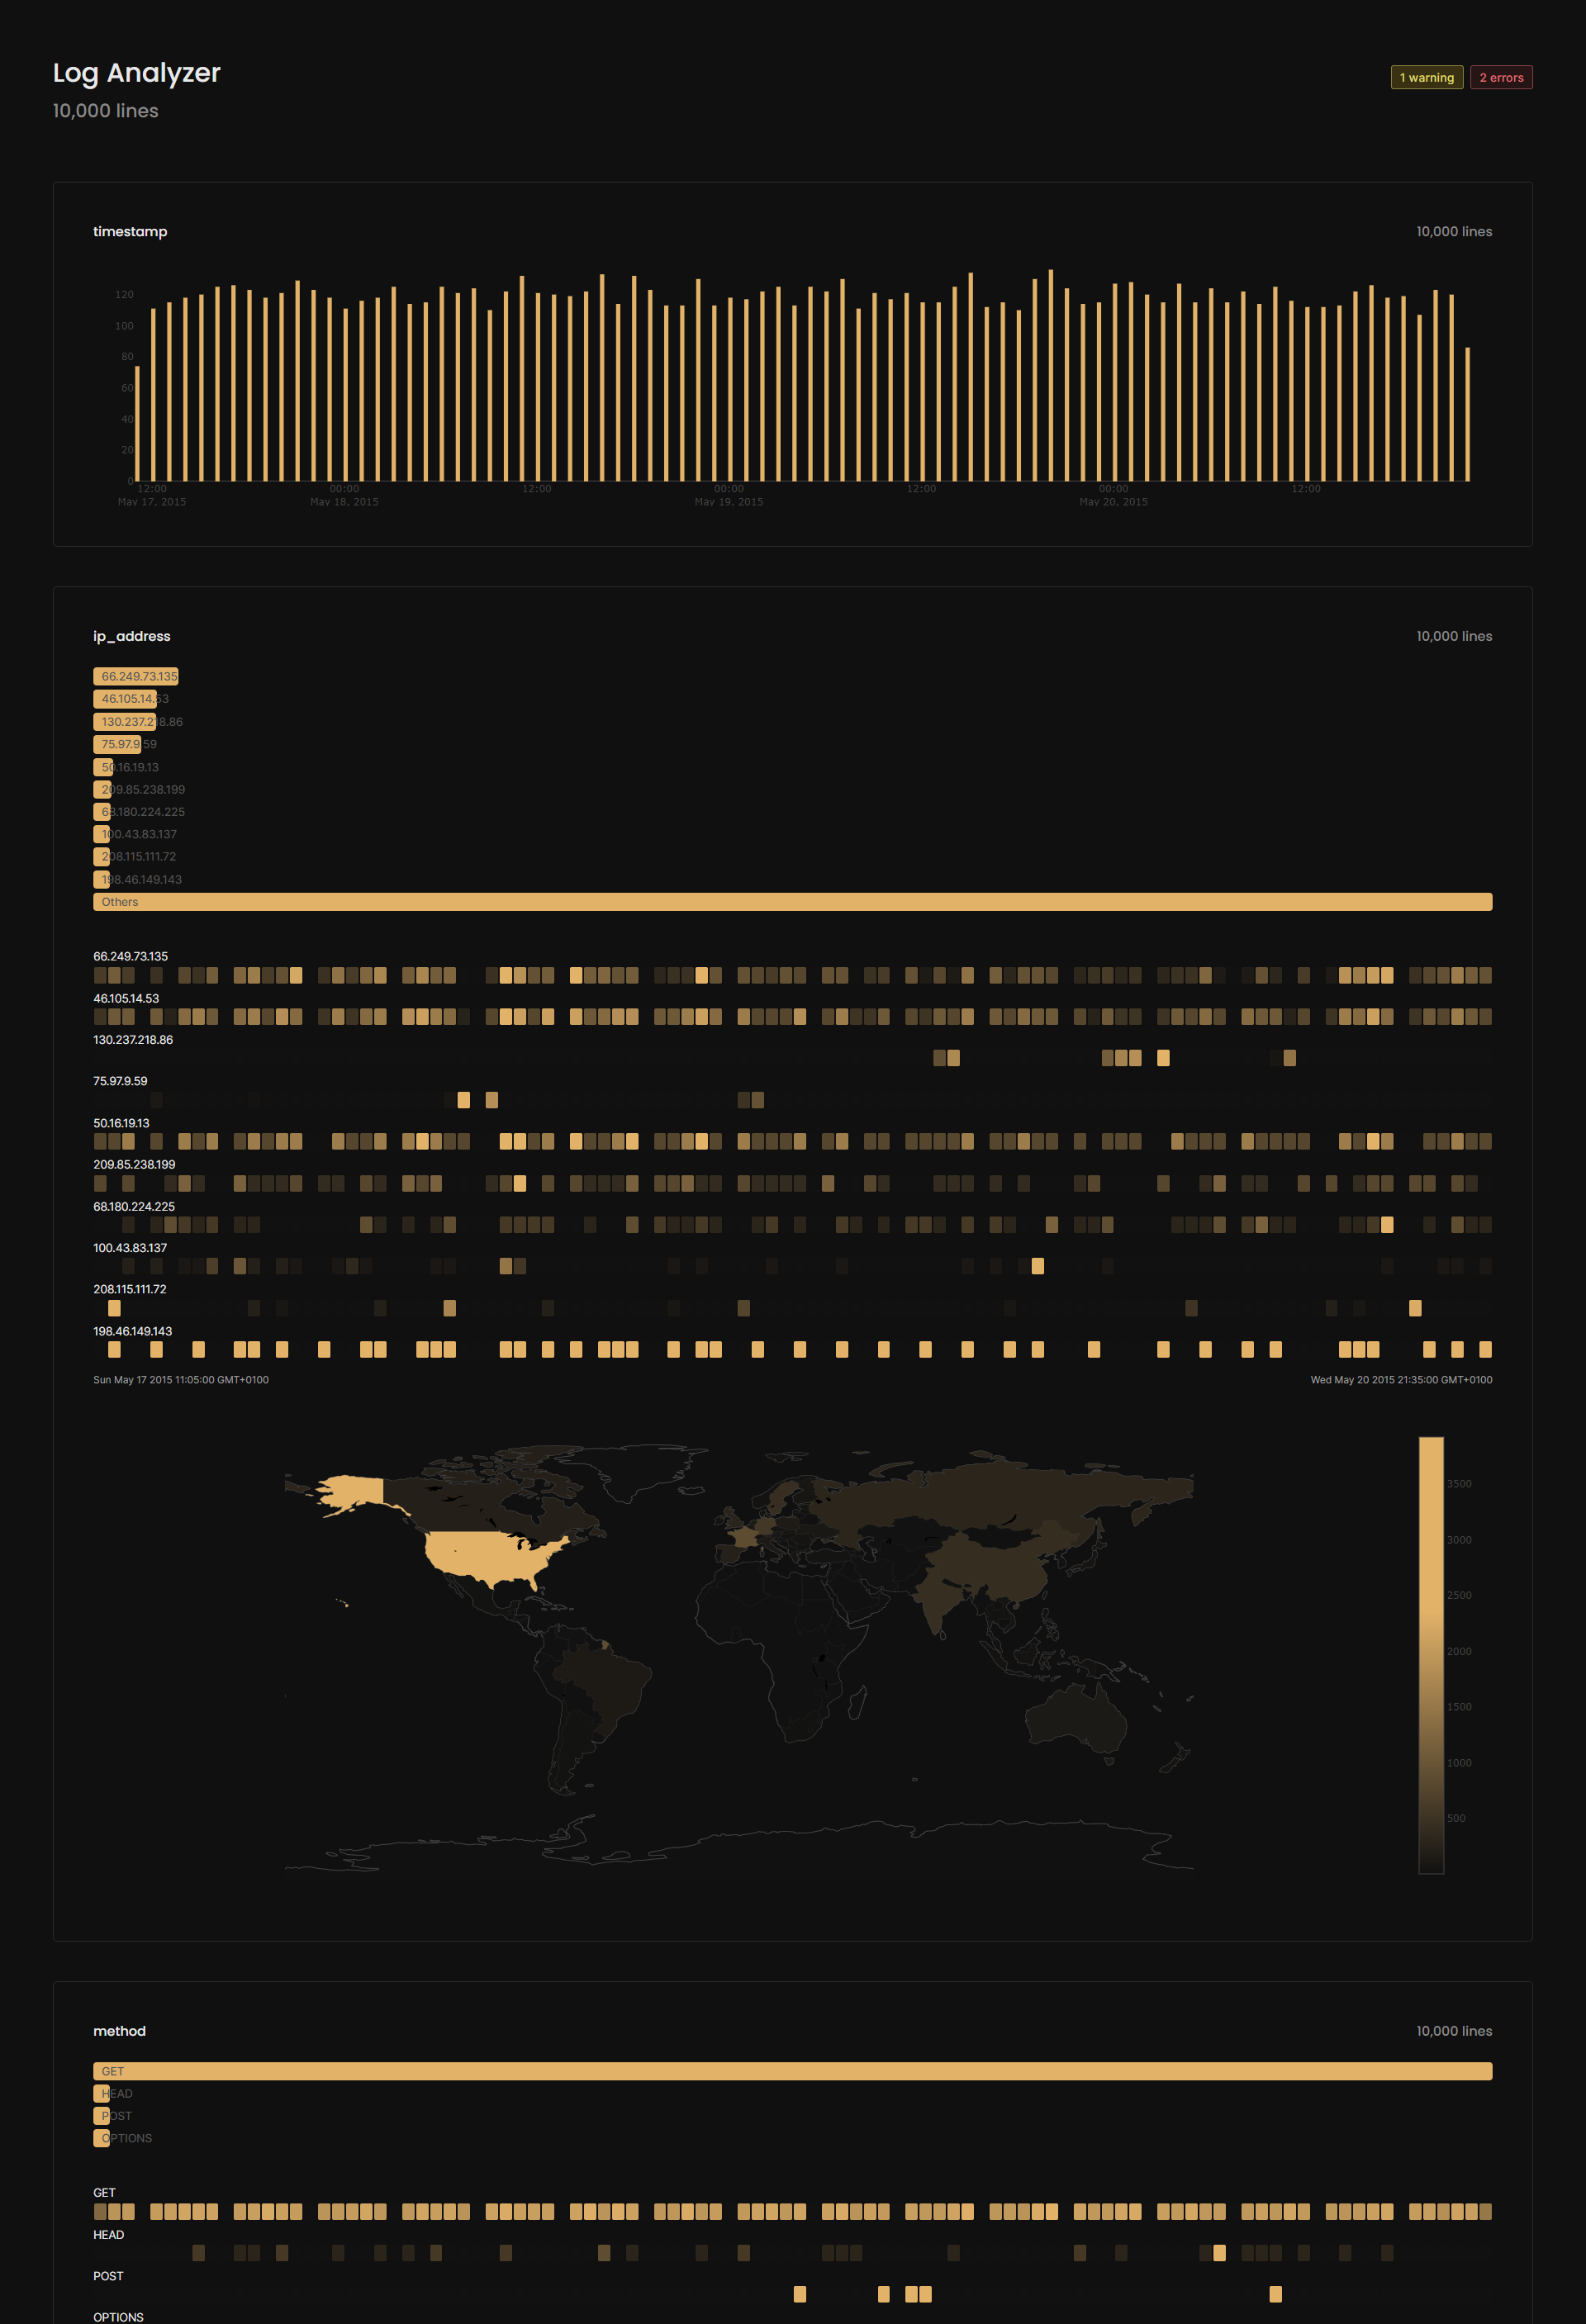 Log Analyzer
1 warning 2 errors
10,000 lines
timestamp 10,000 lines
120
100
80
60
40
20
0
12:00 00:00 12:00 00:00 12:00 00:00 12:00
May 17, 2015 May 18, 2015 May 19, 2015 May 20, 2015
ip_address 10,000 lines
66.249.73.135
46.105.14.53
130.237.218.86
75.97.9.59
50.16.19.13
209.85.238.199
68.180.224.225
100.43.83.137
208.115.111.72
198.46.149.143
Others
66.249.73.135
46.105.14.53
130.237.218.86
75.97.9.59
50.16.19.13
209.85.238.199
68.180.224.225
100.43.83.137
208.115.111.72
198.46.149.143
Sun May 17 2015 11:05:00 GMT+0100 Wed May 20 2015 21:35:00 GMT+0100
3500
3000
2500
2000
1500
1000
500
method 10,000 lines
GET
HEAD
POST
OPTIONS
GET
HEAD
POST
OPTIONS